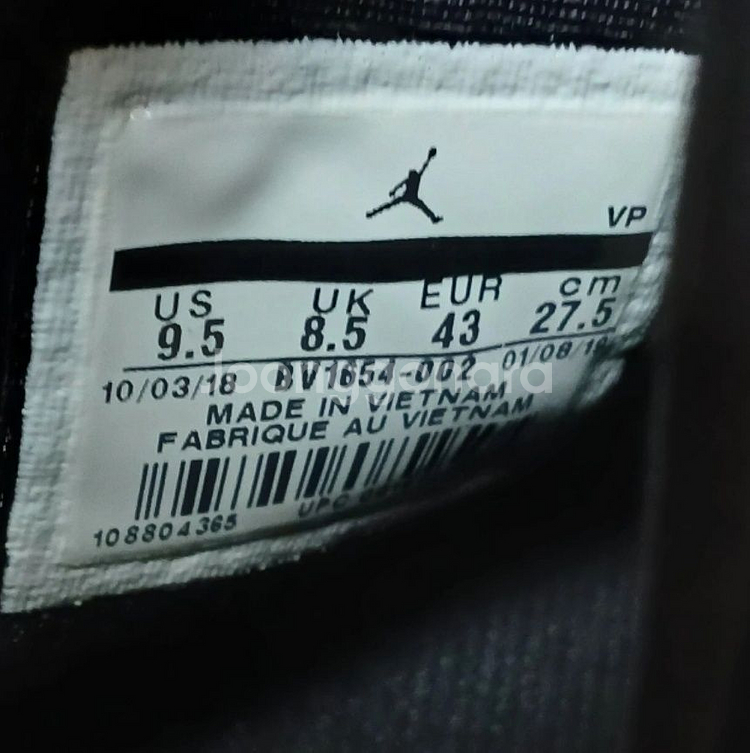 VP
US UK EUR cm
9.5 8.5 43 27.5
10/03/18 BV1654-002
MADE IN VIETNAM
FABRIQUE AU VIETNAM
108804365
Joonggonara